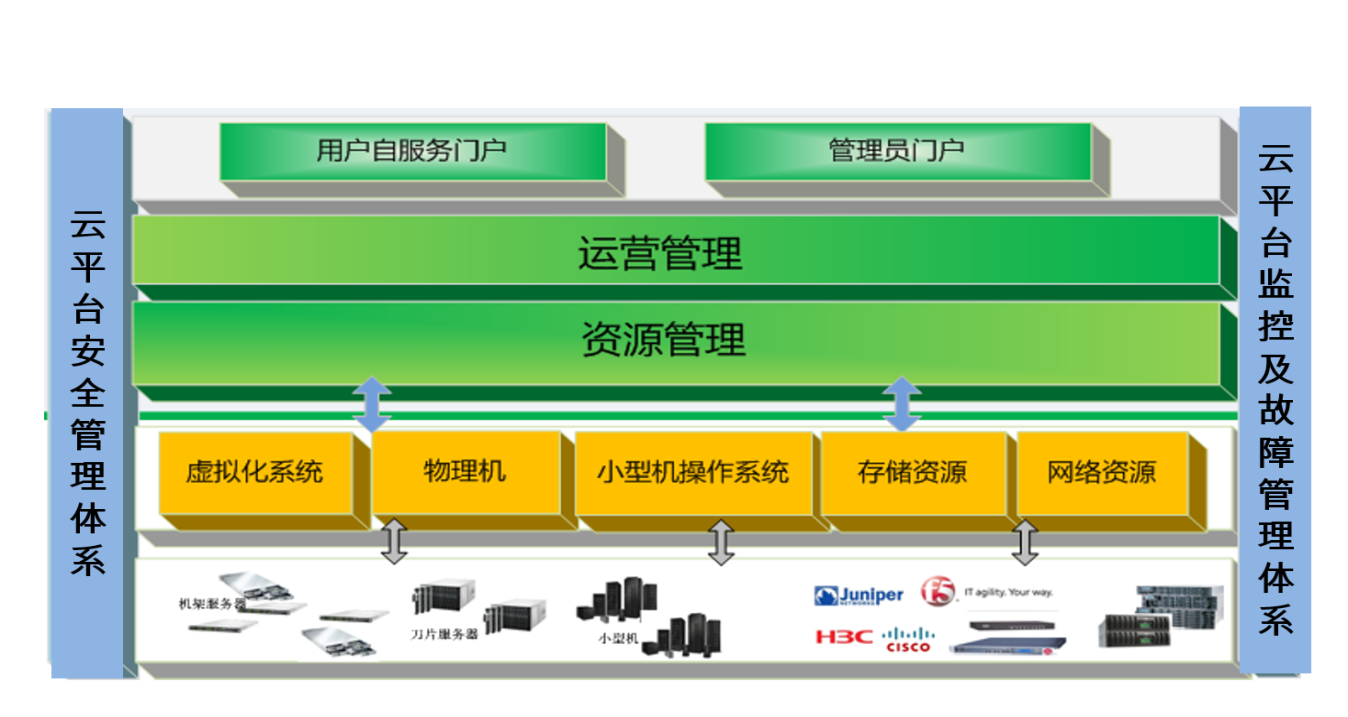 云平台安全管理体系
用户自服务门户
管理员门户
运营管理
资源管理
虚拟化系统
物理机
小型机操作系统
存储资源
网络资源
机架服务器
刀片服务器
小型机
Juniper
NETWORKS
f5
IT agility. Your way.
H3C
CISCO
云平台监控及故障管理体系